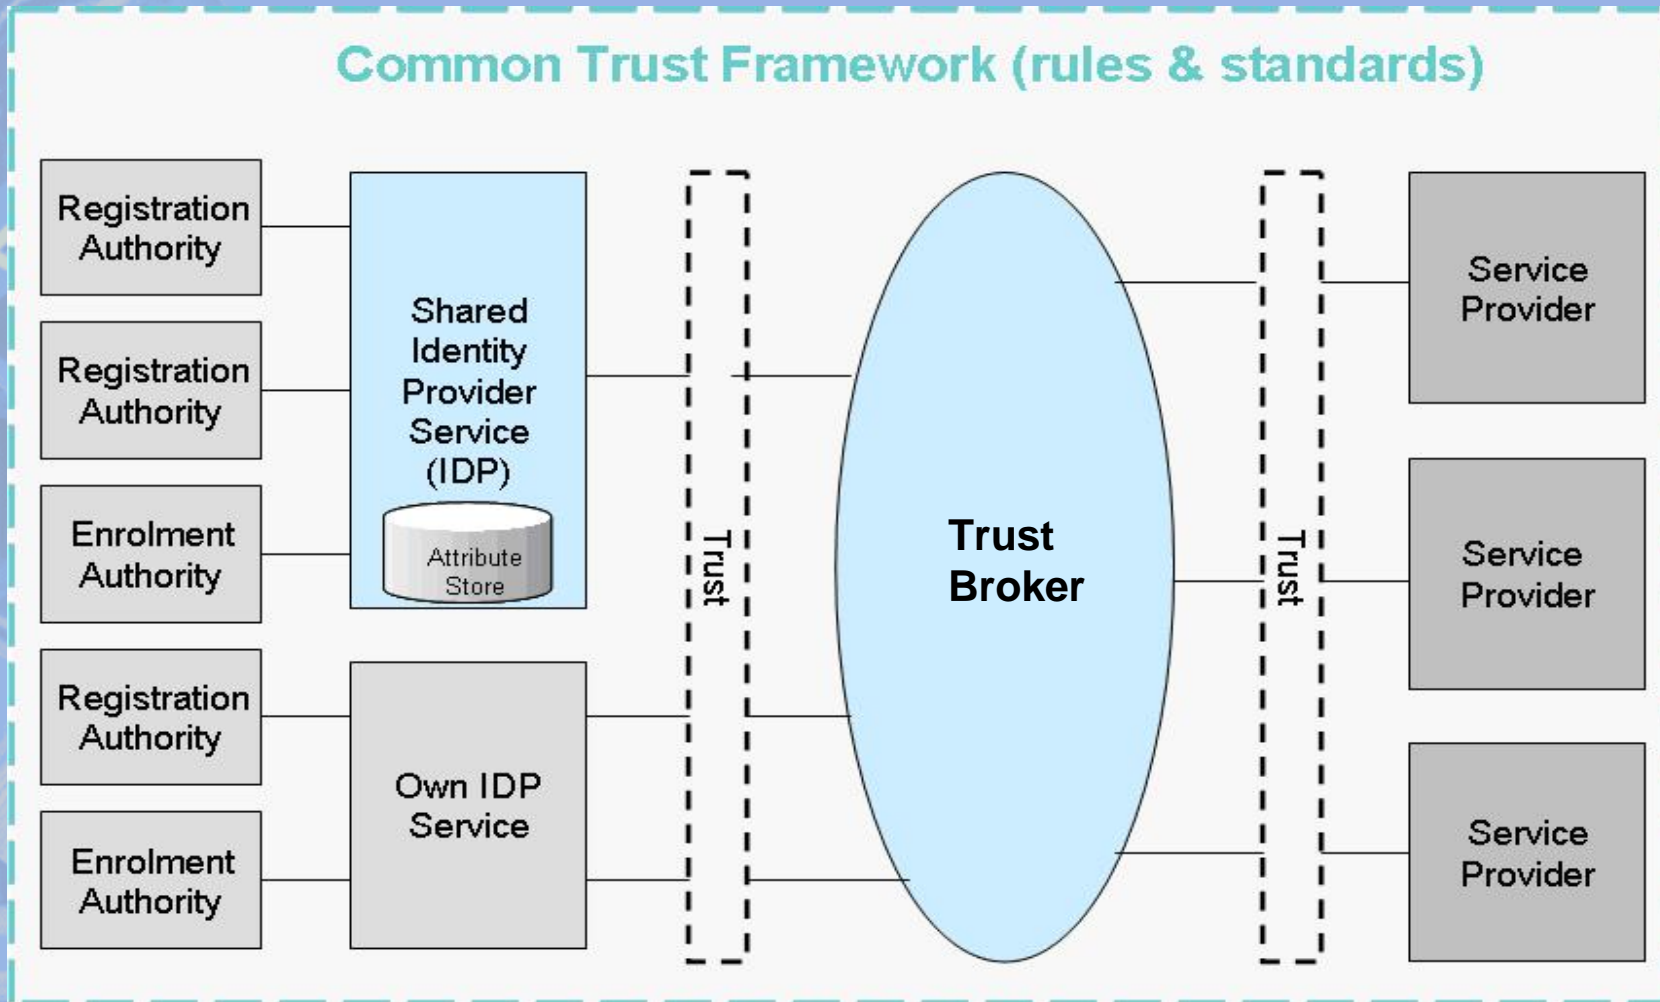 Common Trust Framework (rules & standards)
Registration
Authority
Registration
Authority
Enrolment
Authority
Registration
Authority
Enrolment
Authority
Shared
Identity
Provider
Service
(IDP)
Attribute
Store
Own IDP
Service
Trust
Trust
Broker
Trust
Service
Provider
Service
Provider
Service
Provider